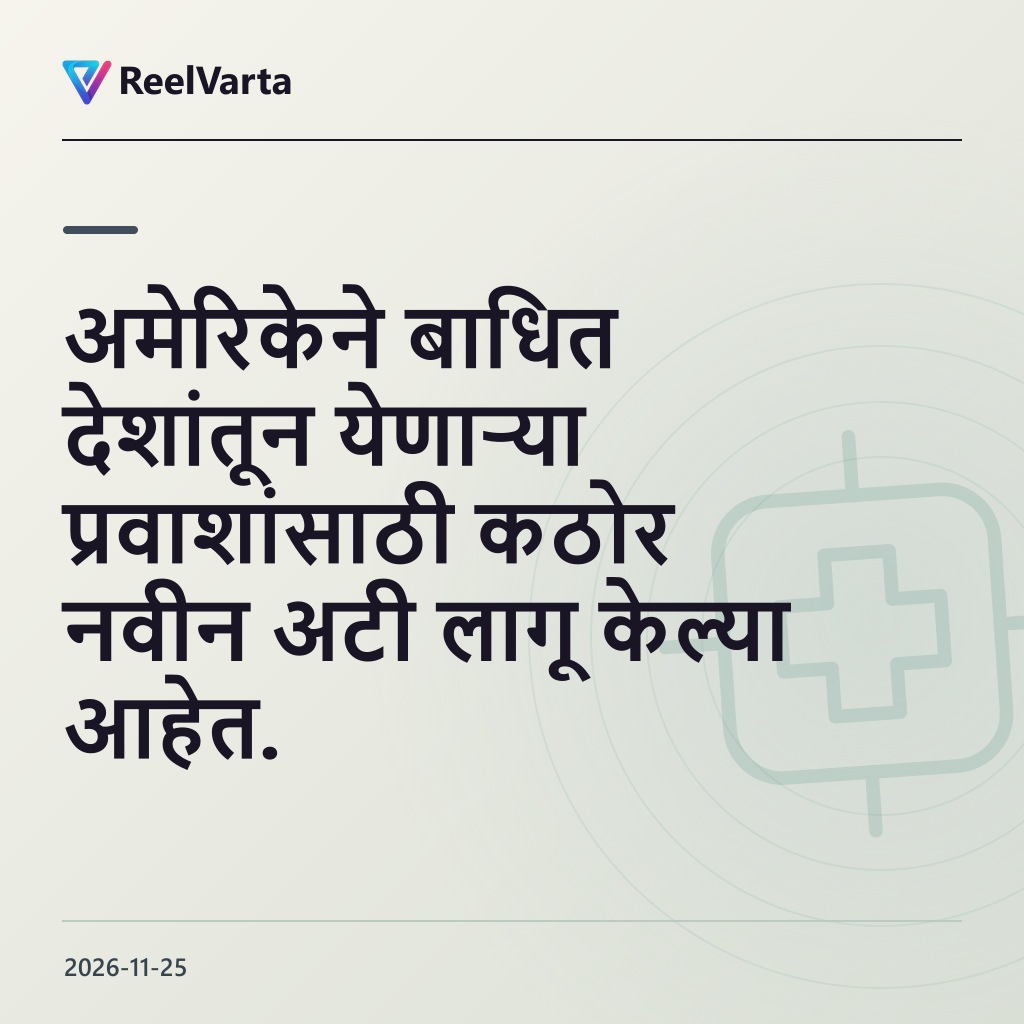 ReelVarta
अमेरिकेने बाधित
देशांतून येणाऱ्या
प्रवाशांसाठी कठोर
नवीन अटी लागू केल्या
आहेत.
2026-11-25